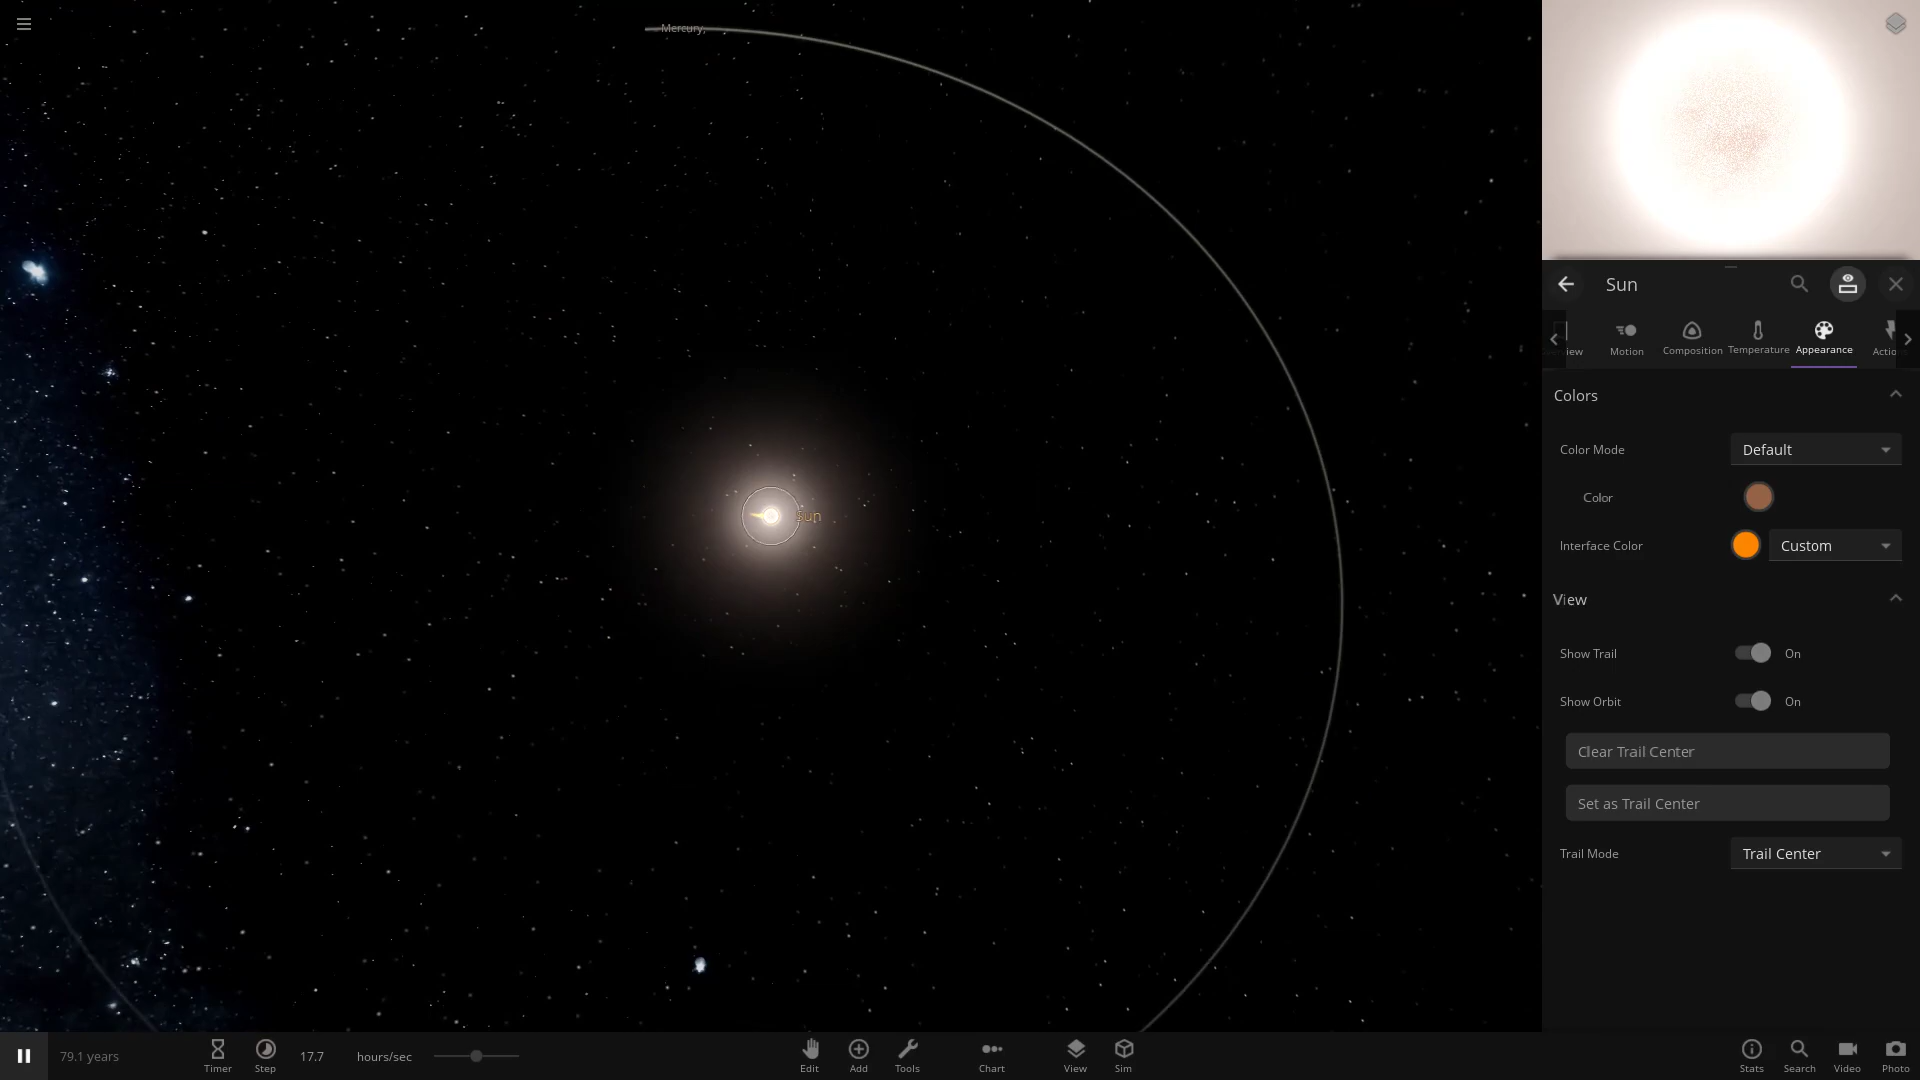 Mercury
Sun
Sun
Motion
Composition
Temperature
Appearance
Colors
Color Mode
Default
Color
Interface Color
Custom
View
Show Trail
On
Show Orbit
On
Clear Trail Center
Set as Trail Center
Trail Mode
Trail Center
79.1 years
Timer
Step
17.7
hours/sec
Edit
Add
Tools
Chart
View
Sim
Stats
Search
Video
Photo